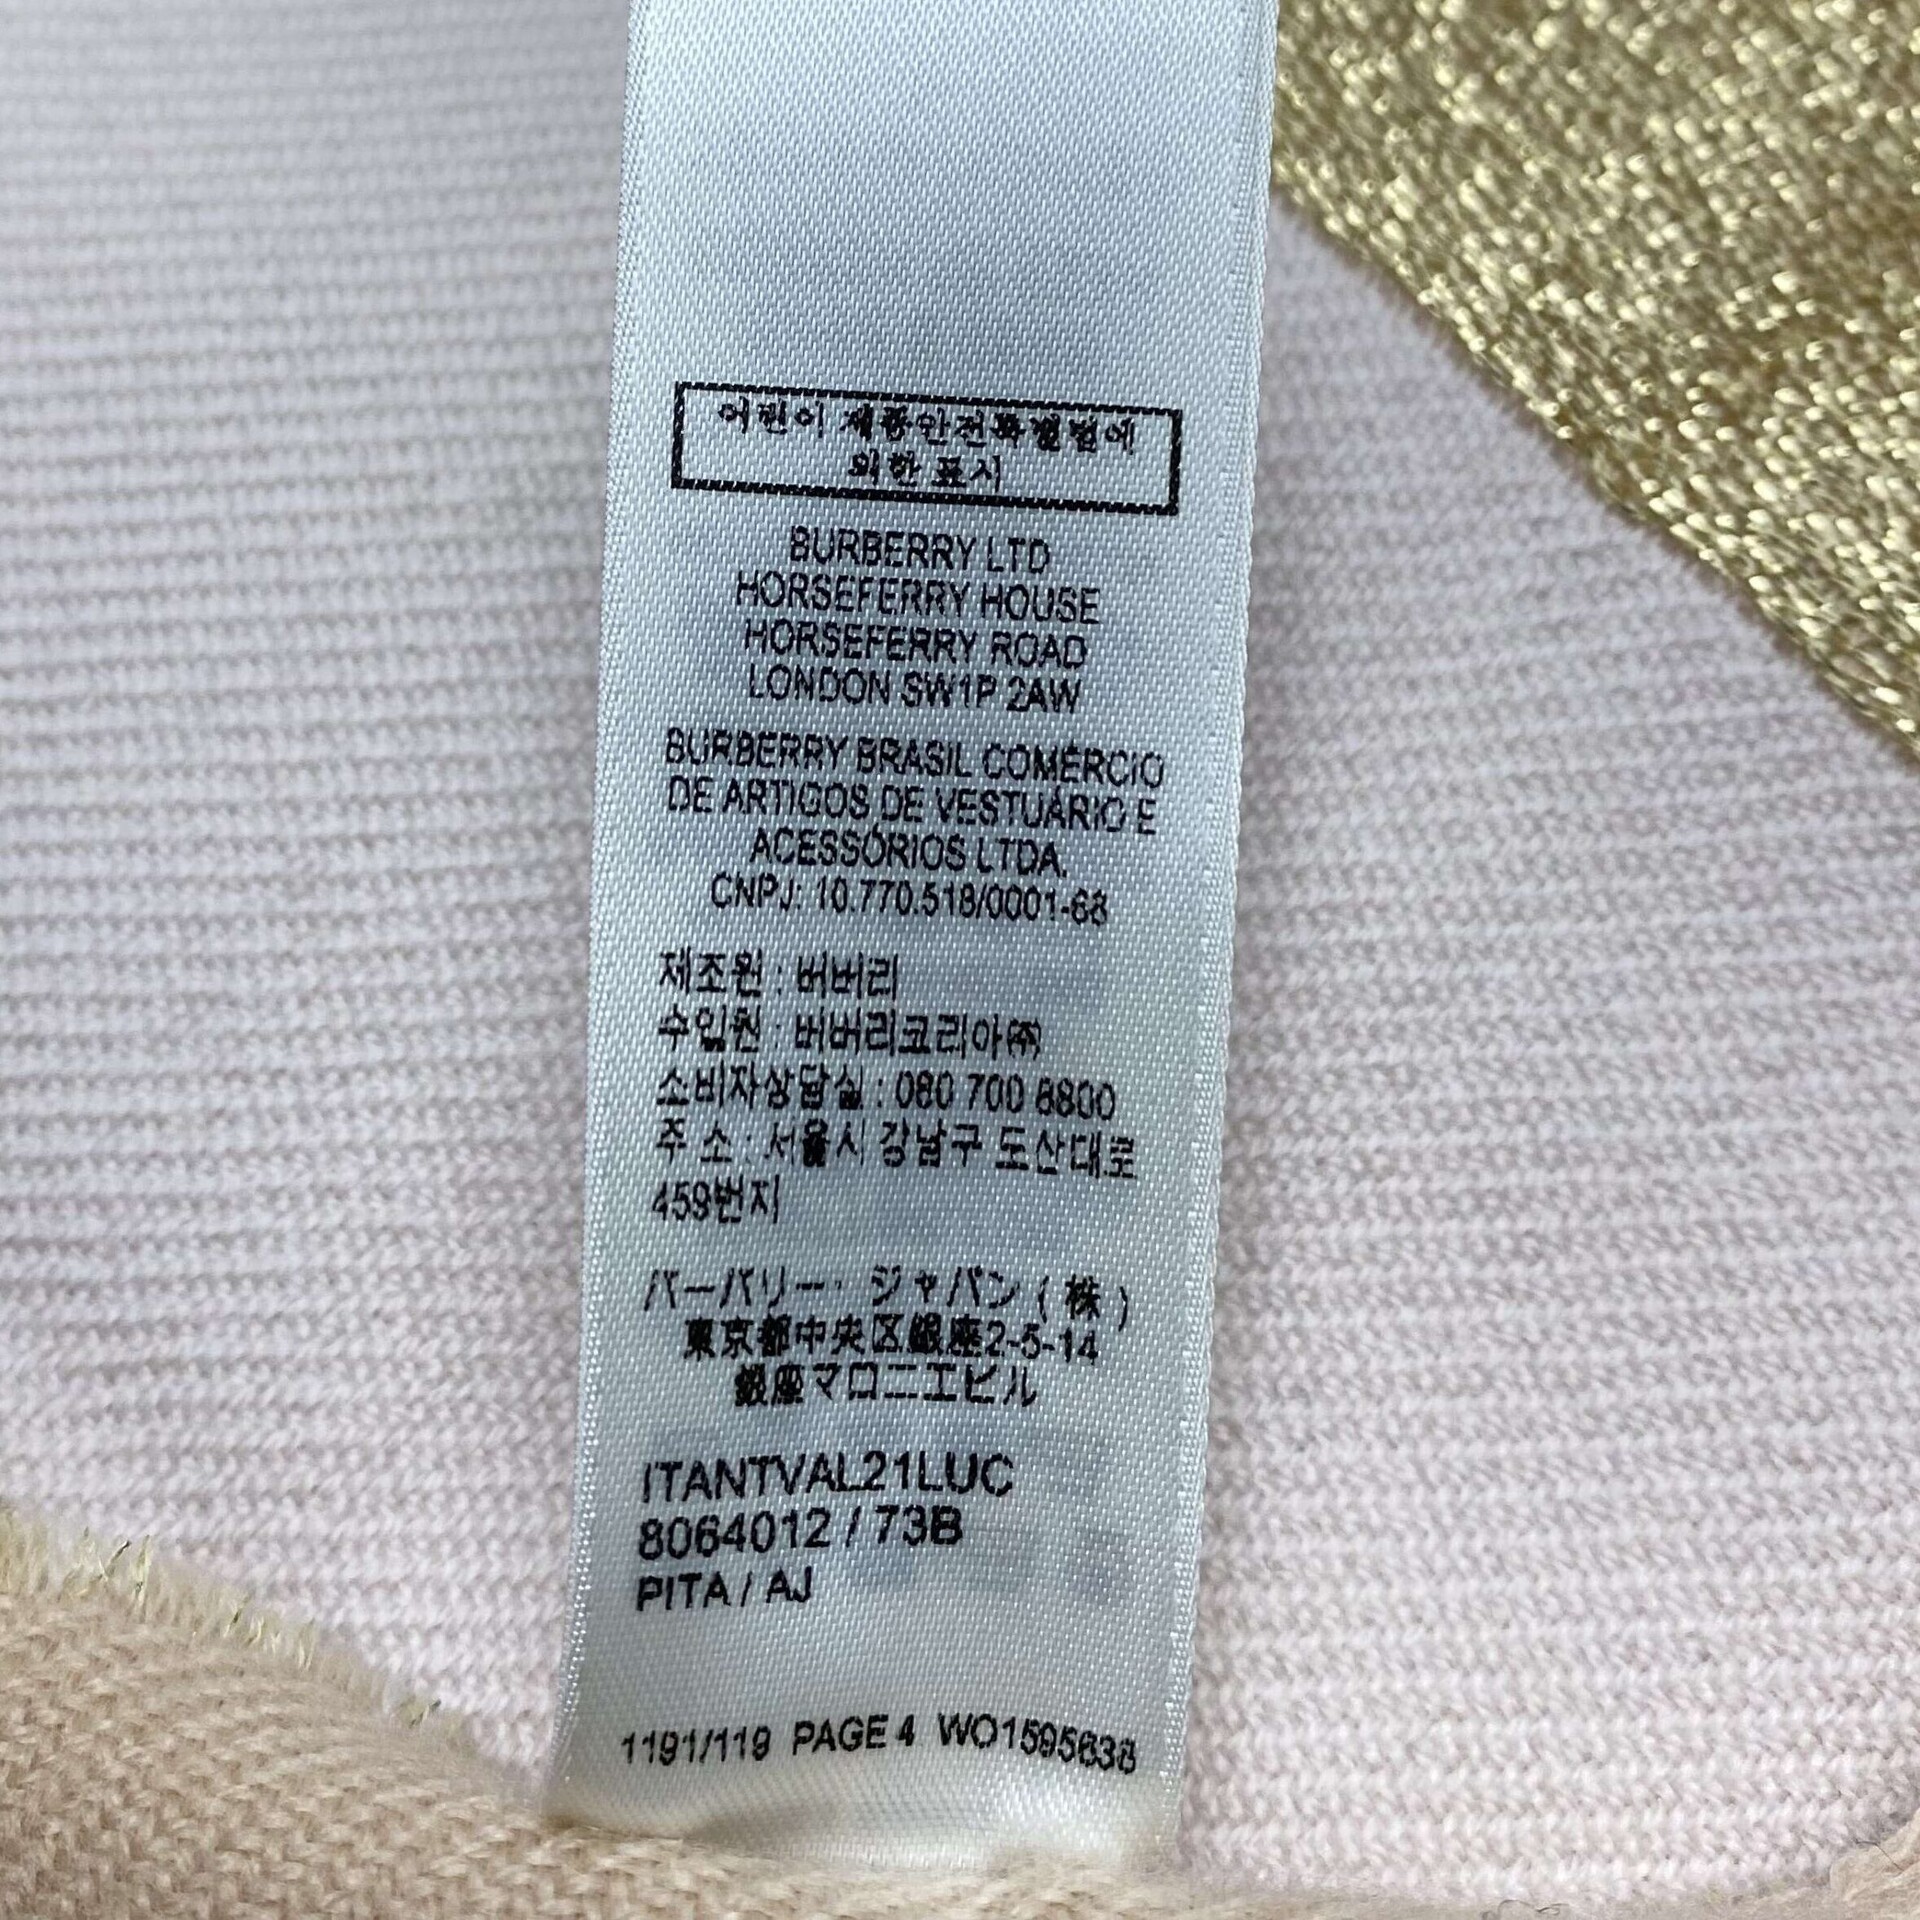 어린이 제품안전특별법에
의한 표시
BURBERRY LTD
HORSEFERRY HOUSE
HORSEFERRY ROAD
LONDON SW1P 2AW
BURBERRY BRASIL COMÉRCIO
DE ARTIGOS DE VESTUÁRIO E
ACESSÓRIOS LTDA.
CNPJ: 10.770.518/0001-68
제조원 : 버버리
수입원 : 버버리코리아㈜
소비자상담실 : 080 700 8800
주 소 : 서울시 강남구 도산대로
459번지
バーバリー・ジャパン (株)
東京都中央区銀座2-5-14
銀座マロニエビル
ITANTVAL21LUC
8064012 / 73B
PITA / AJ
1191/119 PAGE 4 WO1595638